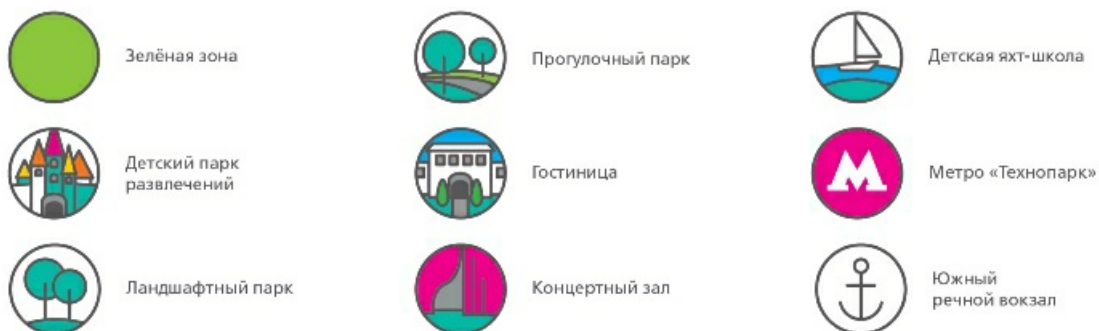 Зелёная зона
Прогулочный парк
Детская яхт-школа
Детский парк
развлечений
Гостиница
М
Метро «Технопарк»
Ландшафтный парк
Концертный зал
Южный
речной вокзал